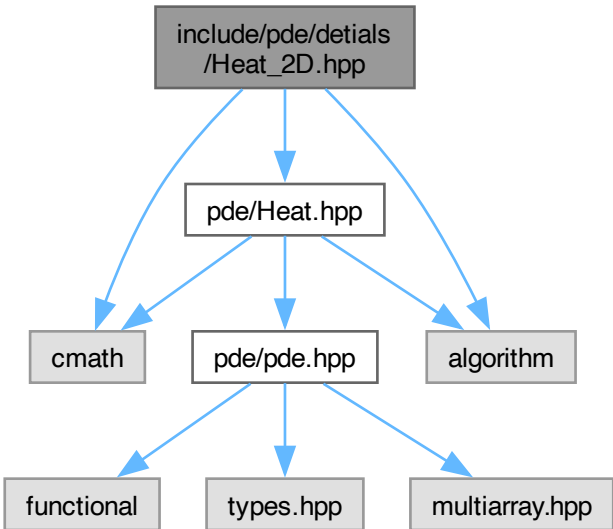 include/pde/detials
/Heat_2D.hpp
pde/Heat.hpp
cmath
pde/pde.hpp
algorithm
functional
types.hpp
multiarray.hpp